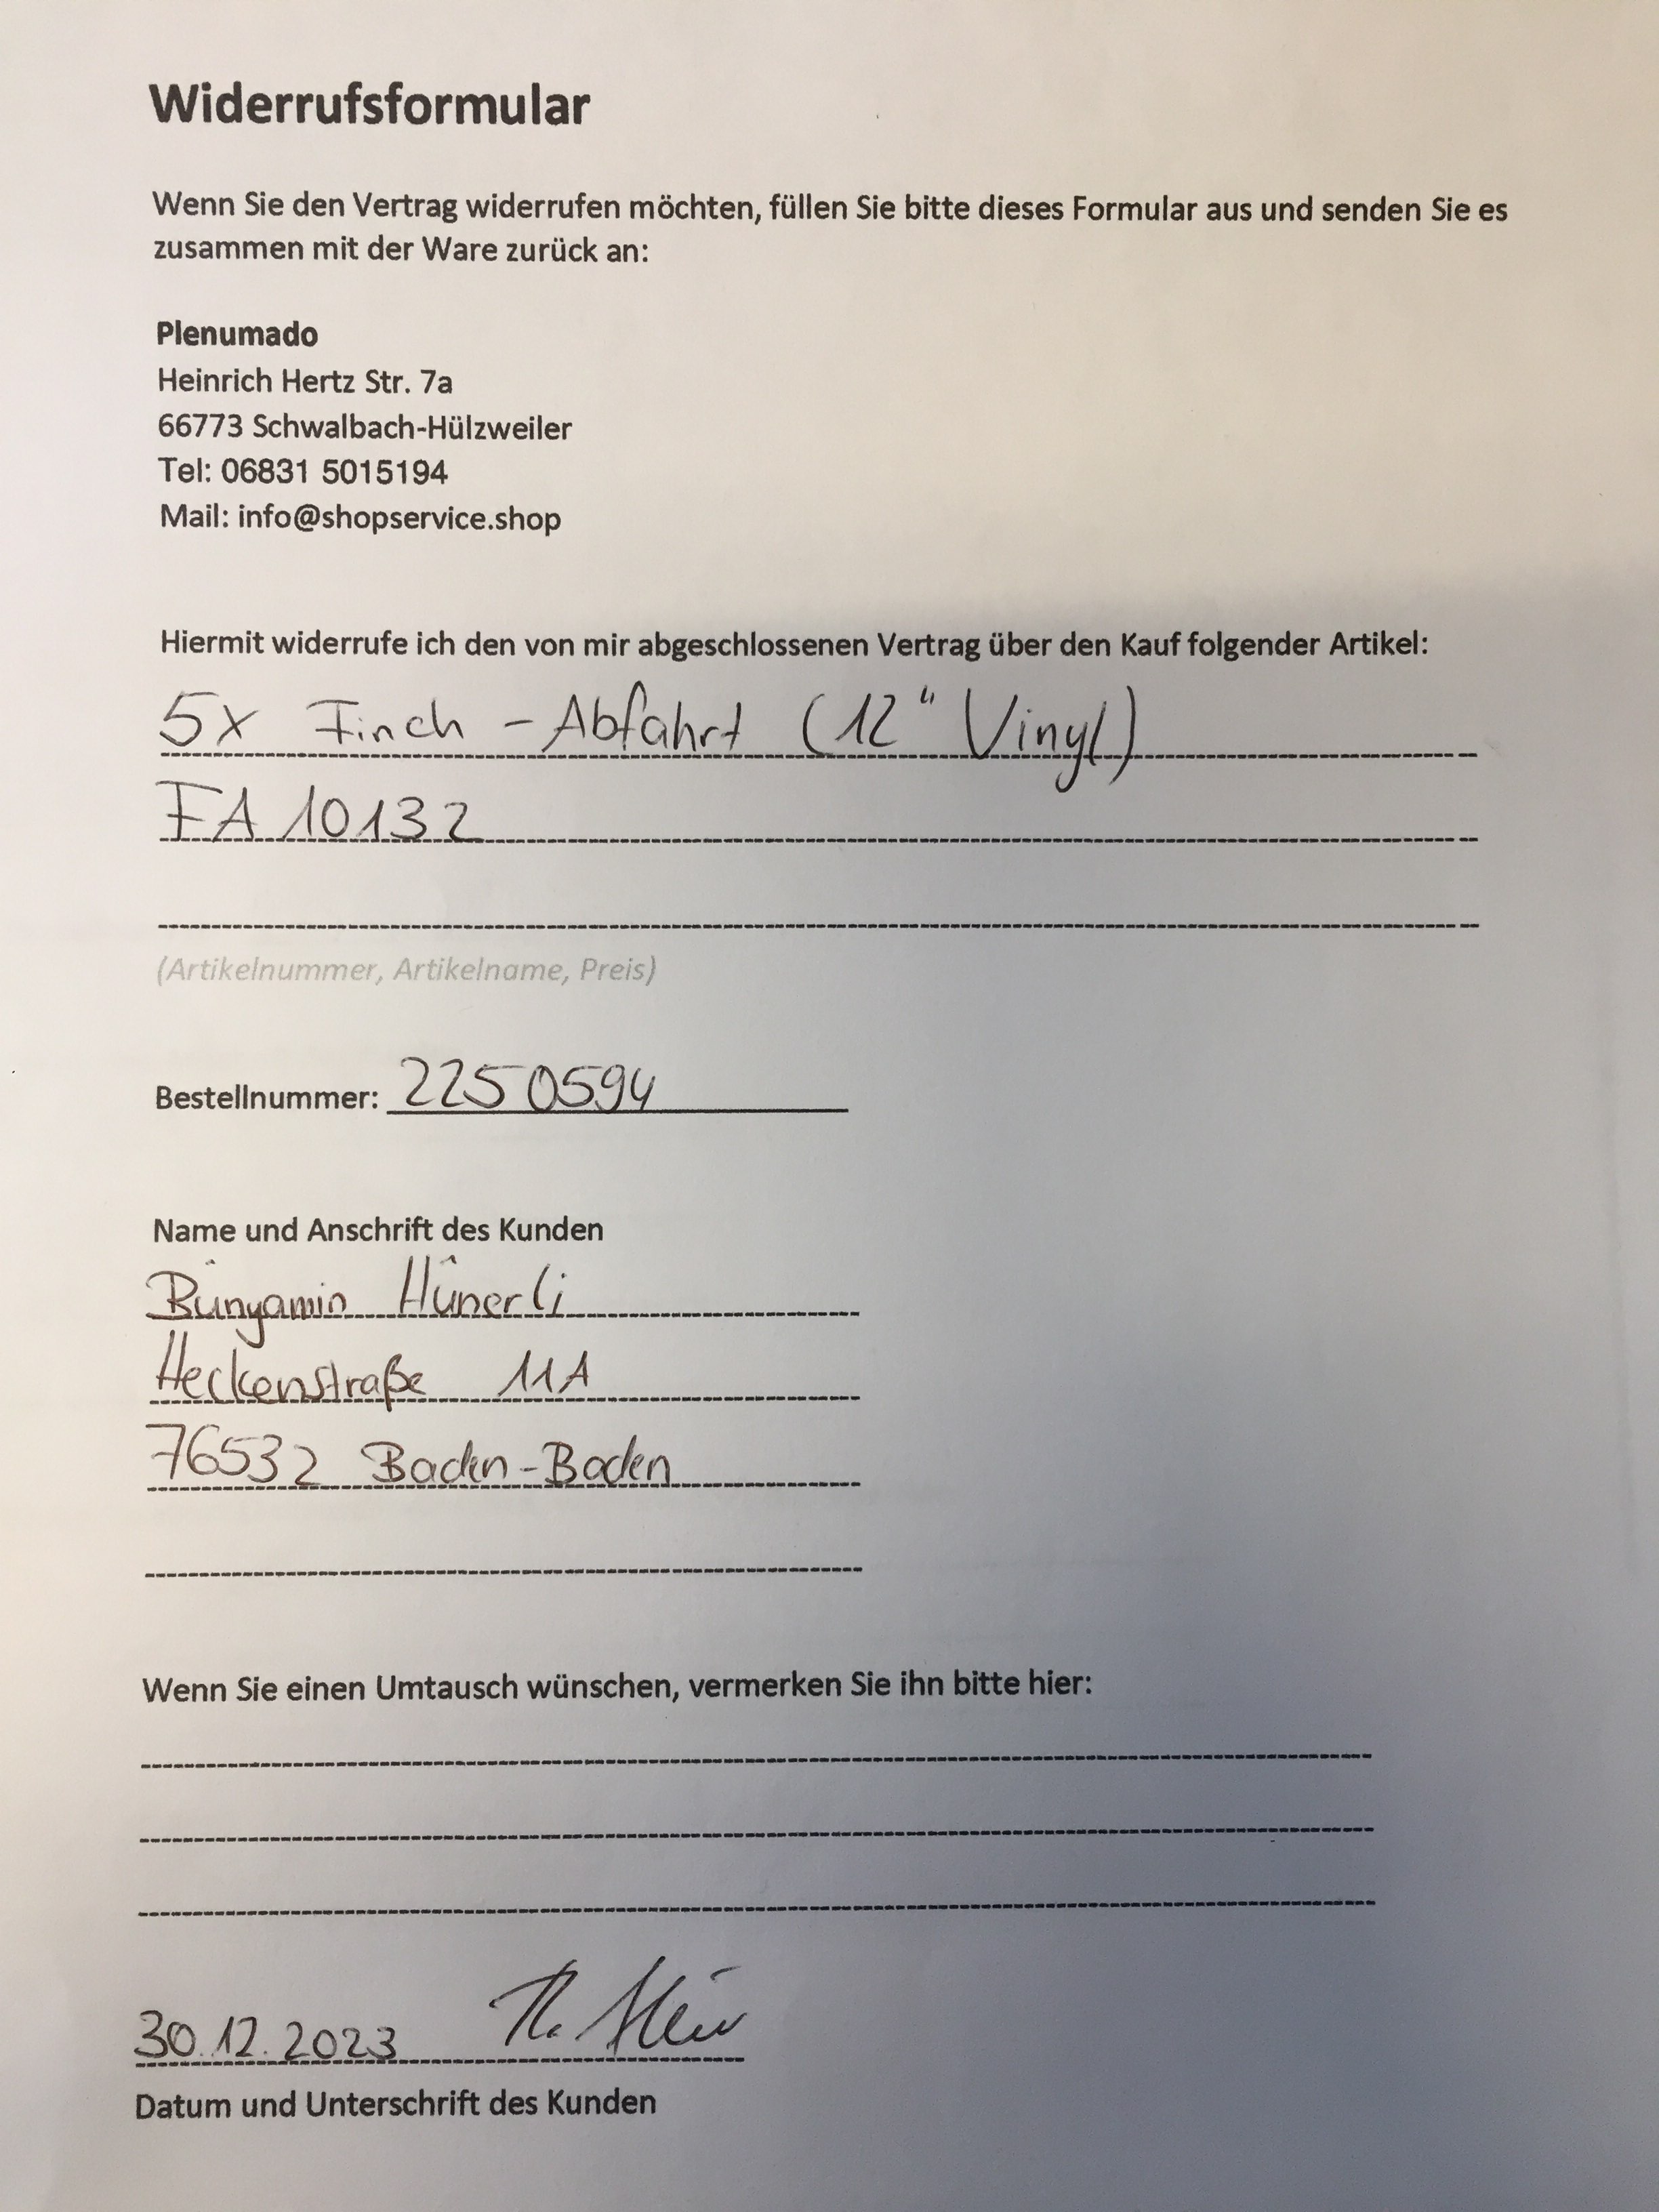 Widerrufsformular
Wenn Sie den Vertrag widerrufen möchten, füllen Sie bitte dieses Formular aus und senden Sie es
zusammen mit der Ware zurück an:
Plenumado
Heinrich Hertz Str. 7a
66773 Schwalbach-Hülzweiler
Tel: 06831 5015194
Mail: info@shopservice.shop
Hiermit widerrufe ich den von mir abgeschlossenen Vertrag über den Kauf folgender Artikel:
5x Finch - Abfahrt (12" Vinyl)
FA 10132
(Artikelnummer, Artikelname, Preis)
Bestellnummer: 2250594
Name und Anschrift des Kunden
Bünyamin Hünerli
Heckenstraße 11A
76532 Baden-Baden
Wenn Sie einen Umtausch wünschen, vermerken Sie ihn bitte hier:
30.12.2023
Datum und Unterschrift des Kunden